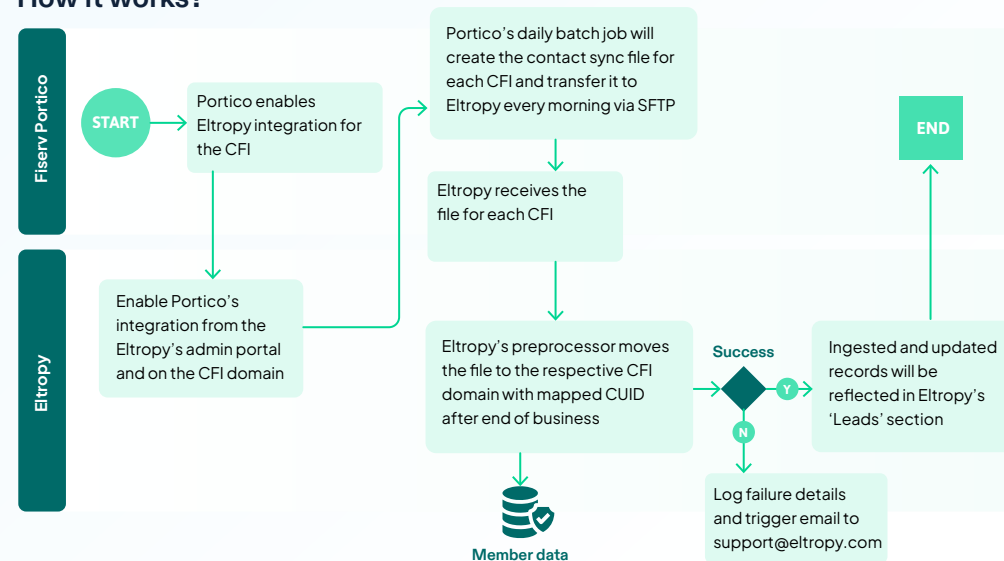 How it works?
Fiserv Portico
START
Portico enables
Eltropy integration for
the CFI
Portico's daily batch job will
create the contact sync file for
each CFI and transfer it to
Eltropy every morning via SFTP
END
Eltropy receives the
file for each CFI
Eltropy
Enable Portico's
integration from the
Eltropy's admin portal
and on the CFI domain
Eltropy's preprocessor moves
the file to the respective CFI
domain with mapped CUID
after end of business
Success
Y
N
Ingested and updated
records will be
reflected in Eltropy's
'Leads' section
Log failure details
and trigger email to
support@eltropy.com
Member data